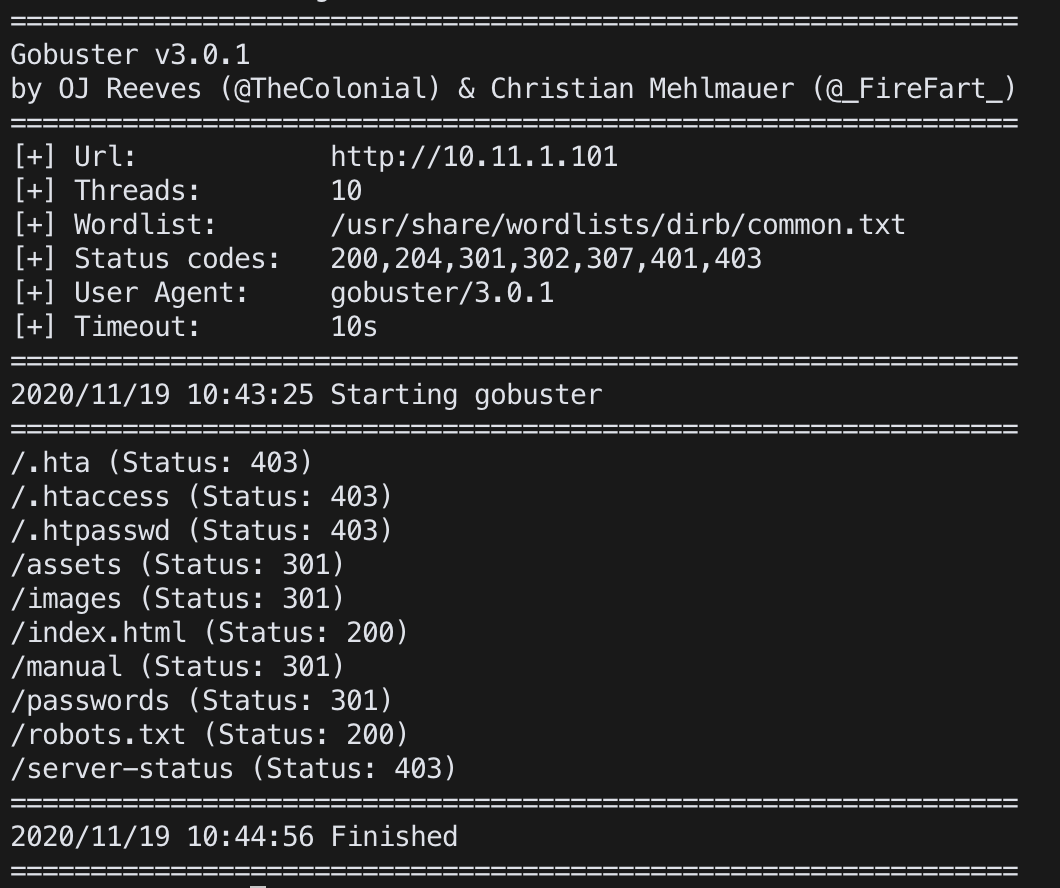 ===============================================================
Gobuster v3.0.1
by OJ Reeves (@TheColonial) & Christian Mehlmauer (@_FireFart_)
===============================================================
[+] Url:            http://10.11.1.101
[+] Threads:        10
[+] Wordlist:       /usr/share/wordlists/dirb/common.txt
[+] Status codes:   200,204,301,302,307,401,403
[+] User Agent:     gobuster/3.0.1
[+] Timeout:        10s
===============================================================
2020/11/19 10:43:25 Starting gobuster
===============================================================
/.hta (Status: 403)
/.htaccess (Status: 403)
/.htpasswd (Status: 403)
/assets (Status: 301)
/images (Status: 301)
/index.html (Status: 200)
/manual (Status: 301)
/passwords (Status: 301)
/robots.txt (Status: 200)
/server-status (Status: 403)
===============================================================
2020/11/19 10:44:56 Finished
===============================================================